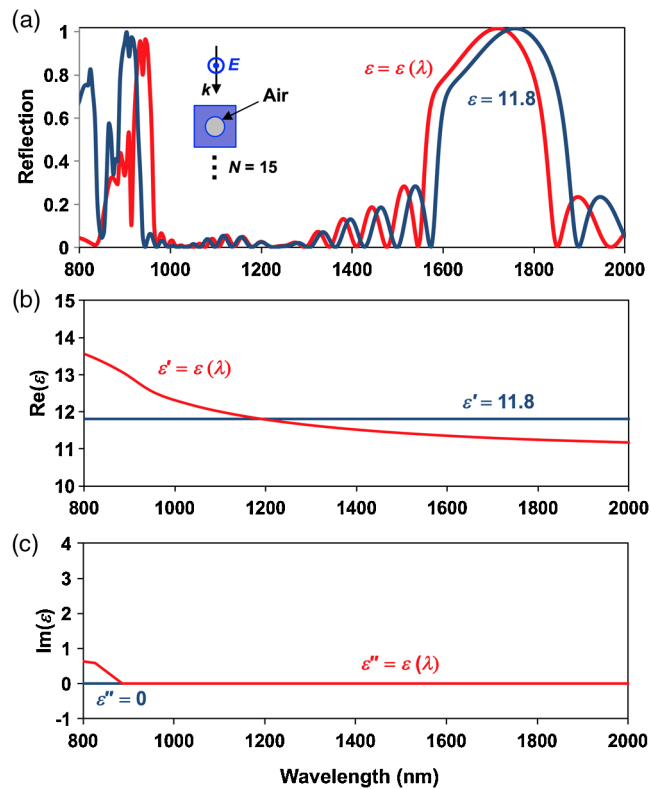 (a)
Reflection
1
0.8
0.6
0.4
0.2
0
E
k
Air
N = 15
ε = ε (λ)
ε = 11.8
800 1000 1200 1400 1600 1800 2000
(b)
Re(ε)
15
14
13
12
11
10
ε′ = ε (λ)
ε′ = 11.8
800 1000 1200 1400 1600 1800 2000
(c)
Im(ε)
4
3
2
1
0
-1
ε″ = ε (λ)
ε″ = 0
800 1000 1200 1400 1600 1800 2000
Wavelength (nm)